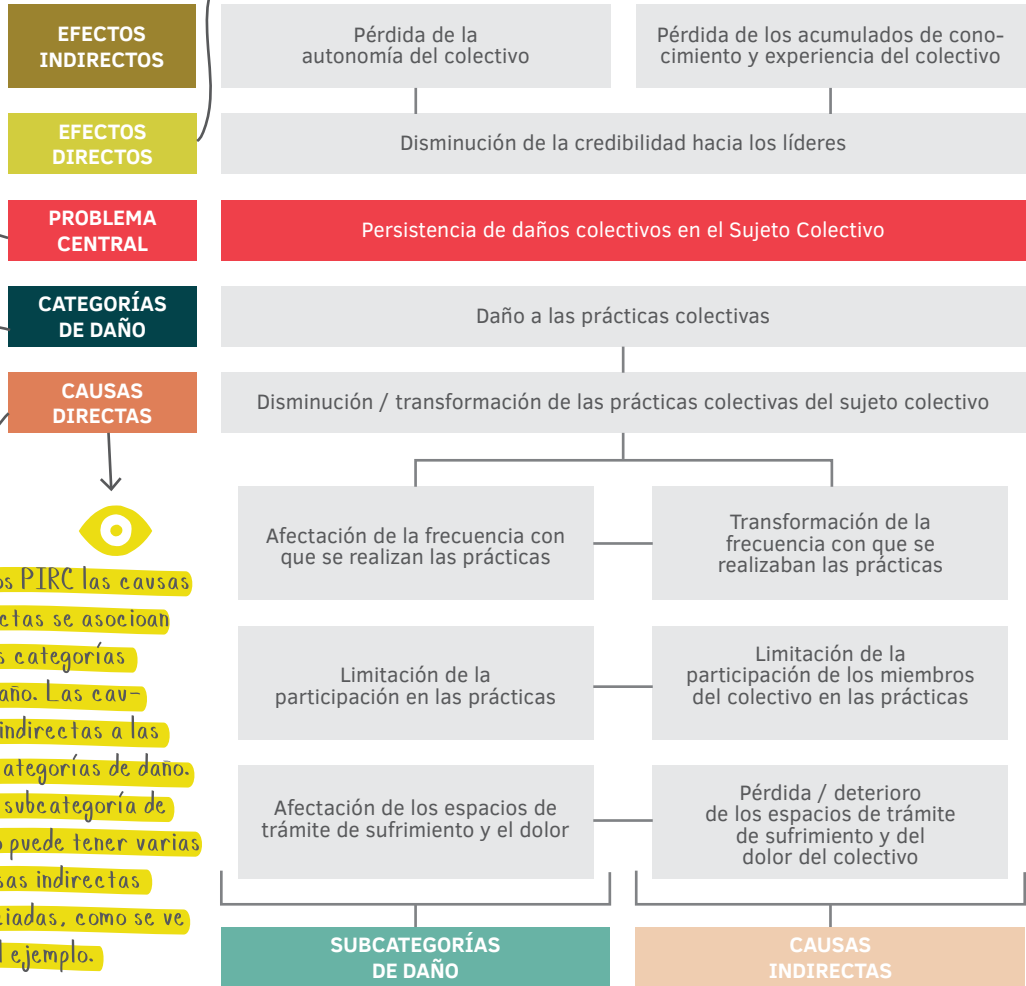 EFECTOS
INDIRECTOS
Pérdida de la
autonomía del colectivo
Pérdida de los acumulados de cono-
cimiento y experiencia del colectivo
EFECTOS
DIRECTOS
Disminución de la credibilidad hacia los líderes
PROBLEMA
CENTRAL
Persistencia de daños colectivos en el Sujeto Colectivo
CATEGORÍAS
DE DAÑO
Daño a las prácticas colectivas
CAUSAS
DIRECTAS
Disminución / transformación de las prácticas colectivas del sujeto colectivo
Afectación de la frecuencia con
que se realizan las prácticas
Transformación de la
frecuencia con que se
realizaban las prácticas
Limitación de la
participación en las prácticas
Limitación de la
participación de los miembros
del colectivo en las prácticas
Afectación de los espacios de
trámite de sufrimiento y el dolor
Pérdida / deterioro
de los espacios de trámite
de sufrimiento y del
dolor del colectivo
SUBCATEGORÍAS
DE DAÑO
CAUSAS
INDIRECTAS
PIRC las causas
se asocioan
categorías
Las cau-
indirectas a las
de daño.
subcategoría de
puede tener varias
indirectas
como se ve
ejemplo.